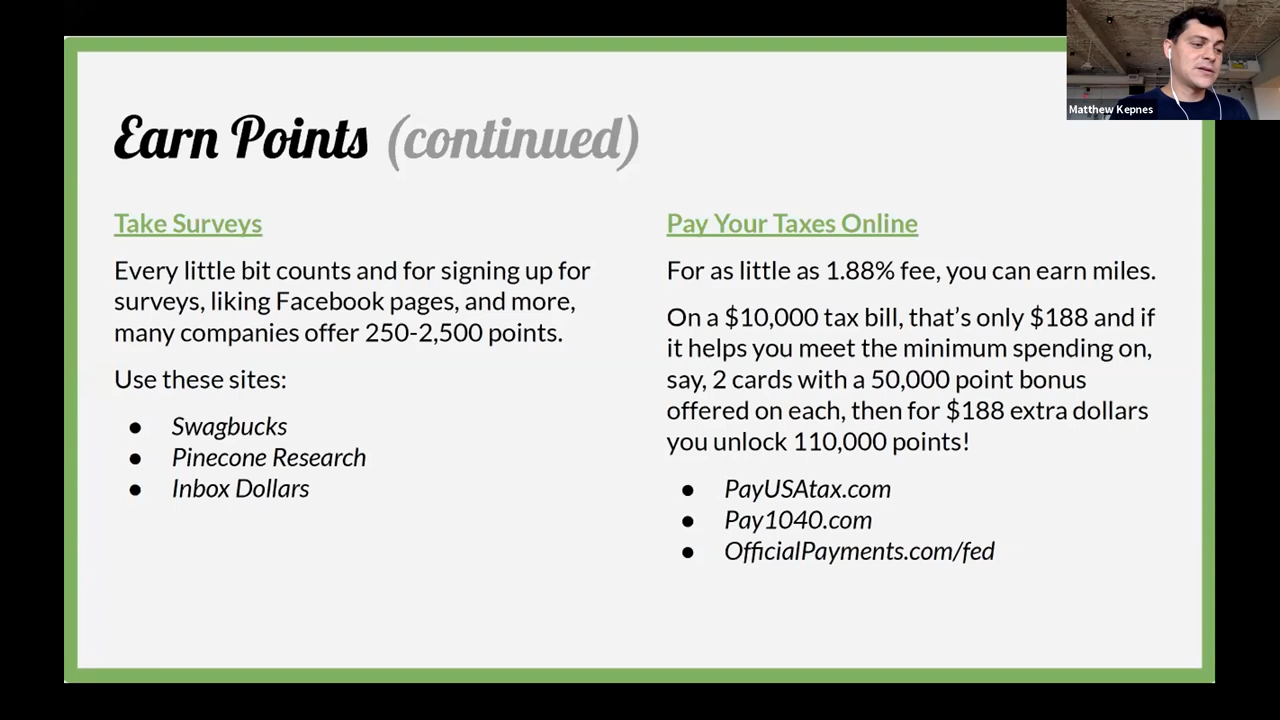 Matthew Kepnes
Earn Points (continued)
Take Surveys
Every little bit counts and for signing up for
surveys, liking Facebook pages, and more,
many companies offer 250-2,500 points.
Use these sites:
● Swagbucks
● Pinecone Research
● Inbox Dollars
Pay Your Taxes Online
For as little as 1.88% fee, you can earn miles.
On a $10,000 tax bill, that’s only $188 and if
it helps you meet the minimum spending on,
say, 2 cards with a 50,000 point bonus
offered on each, then for $188 extra dollars
you unlock 110,000 points!
● PayUSAtax.com
● Pay1040.com
● OfficialPayments.com/fed